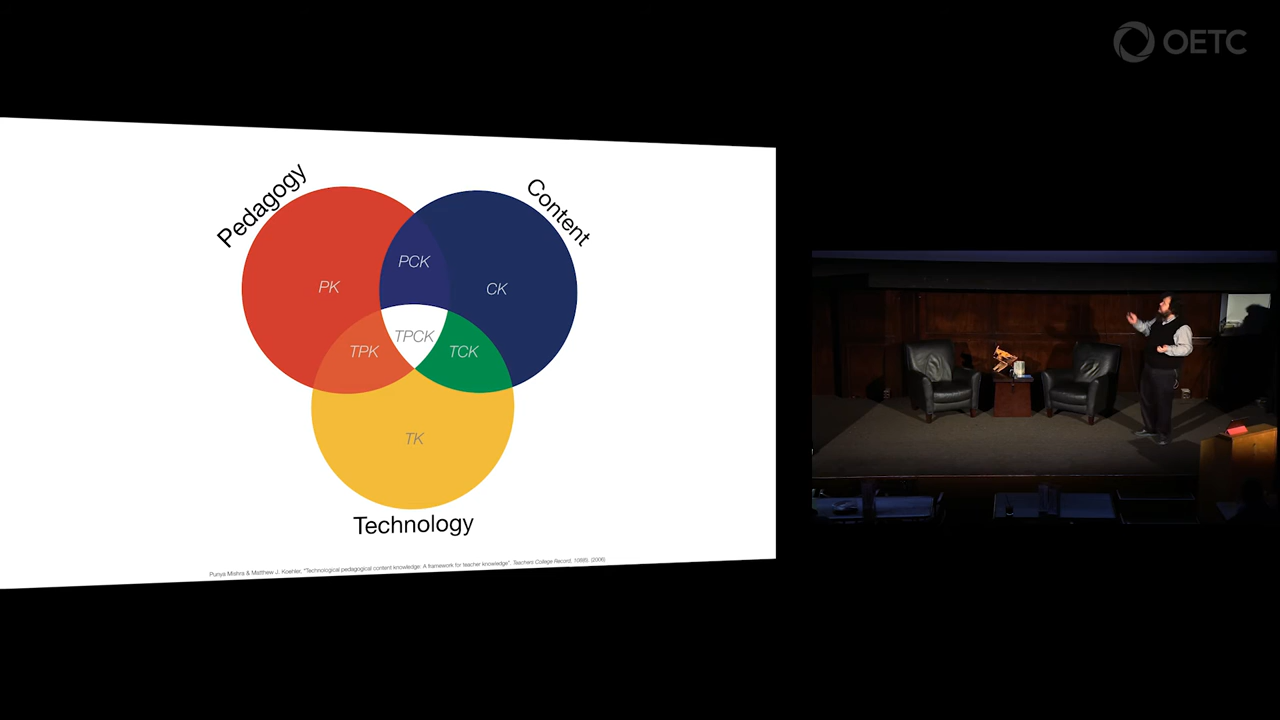 OETC
Pedagogy
Content
PCK
PK
CK
TPCK
TPK
TCK
TK
Technology
Punya Mishra & Matthew J. Koehler, "Technological pedagogical content knowledge: A framework for teacher knowledge". Teachers College Record, 108(6), (2006).